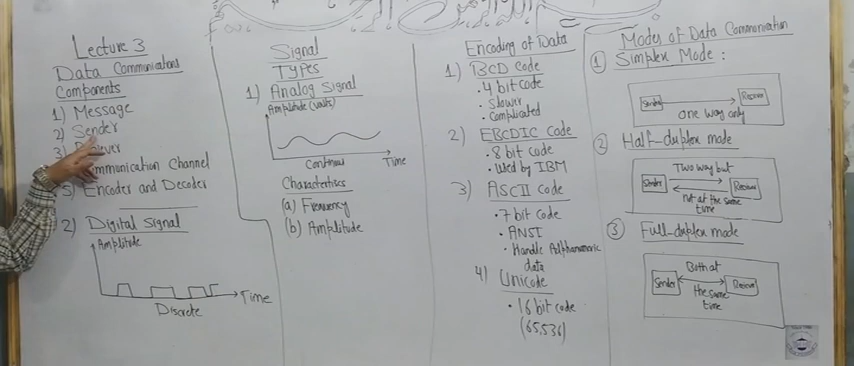 Lecture 3
Data Communications
Components
1) Message
2) Sender
3)
Communication Channel
5) Encoder and Decoder
2) Digital Signal
Amplitude
Time
Discrete
Signal
Types
1) Analog Signal
Amplitude (volts)
Time
Continous
Characteristics
(a) Frequency
(b) Amplitude
Encoding of Data
1) BCD Code
• 4 bit code
• Slower
• Complicated
2) EBCDIC Code
• 8 bit code
• Used by IBM
3) ASCII Code
• 7 bit code
• ANSI
• Handle Alphanumeric
data
4) Unicode
• 16 bit code
(65,536)
Modes of Data Communication
1 Simplex Mode :
Sender
Receiver
one way only
2 Half-duplex mode
Two way but
Sender
Receiver
not at the same
time
3 Full-duplex mode
Both at
Sender
Receiver
the same
time